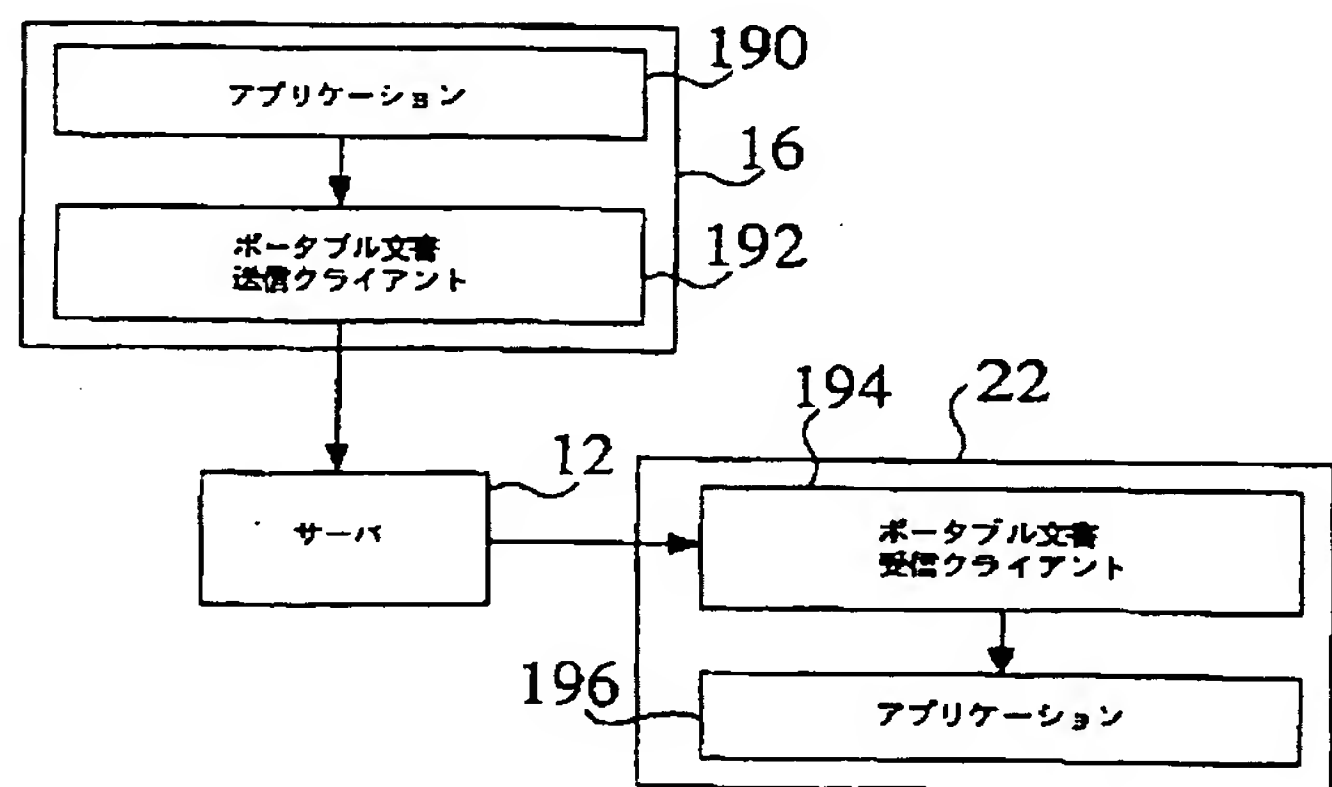 190
アプリケーション
16
ポータブル文書
送信クライアント
192
194
22
12
サーバ
ポータブル文書
受信クライアント
196
アプリケーション